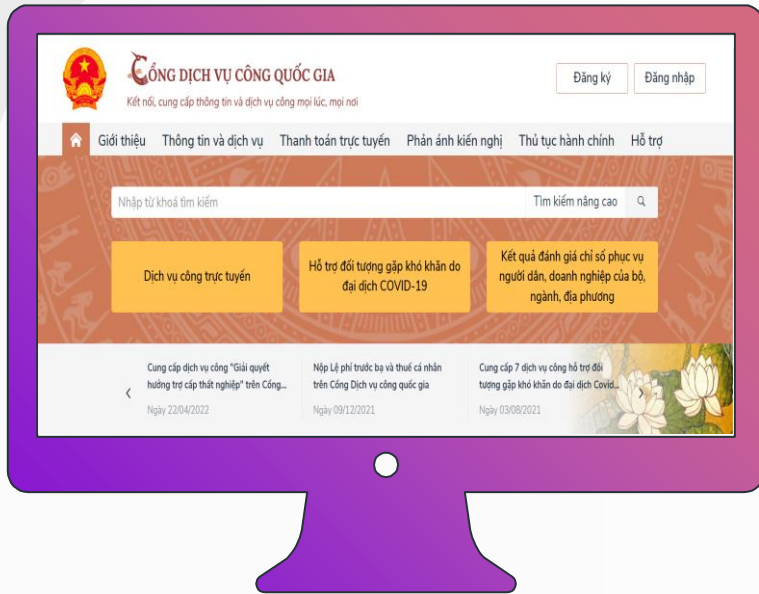 CỔNG DỊCH VỤ CÔNG QUỐC GIA
Kết nối, cung cấp thông tin và dịch vụ công mọi lúc, mọi nơi
Đăng ký
Đăng nhập
Giới thiệu Thông tin và dịch vụ Thanh toán trực tuyến Phản ánh kiến nghị Thủ tục hành chính Hỗ trợ
Nhập từ khoá tìm kiếm
Tìm kiếm nâng cao
Dịch vụ công trực tuyến
Hỗ trợ đối tượng gặp khó khăn do
đại dịch COVID-19
Kết quả đánh giá chỉ số phục vụ
người dân, doanh nghiệp của bộ,
ngành, địa phương
Cung cấp dịch vụ công "Giải quyết
hưởng trợ cấp thất nghiệp" trên Cổng...
Ngày 22/04/2022
Nộp Lệ phí trước bạ và thuế cá nhân
trên Cổng Dịch vụ công quốc gia
Ngày 09/12/2021
Cung cấp 7 dịch vụ công hỗ trợ đối
tượng gặp khó khăn do đại dịch Covid...
Ngày 03/08/2021